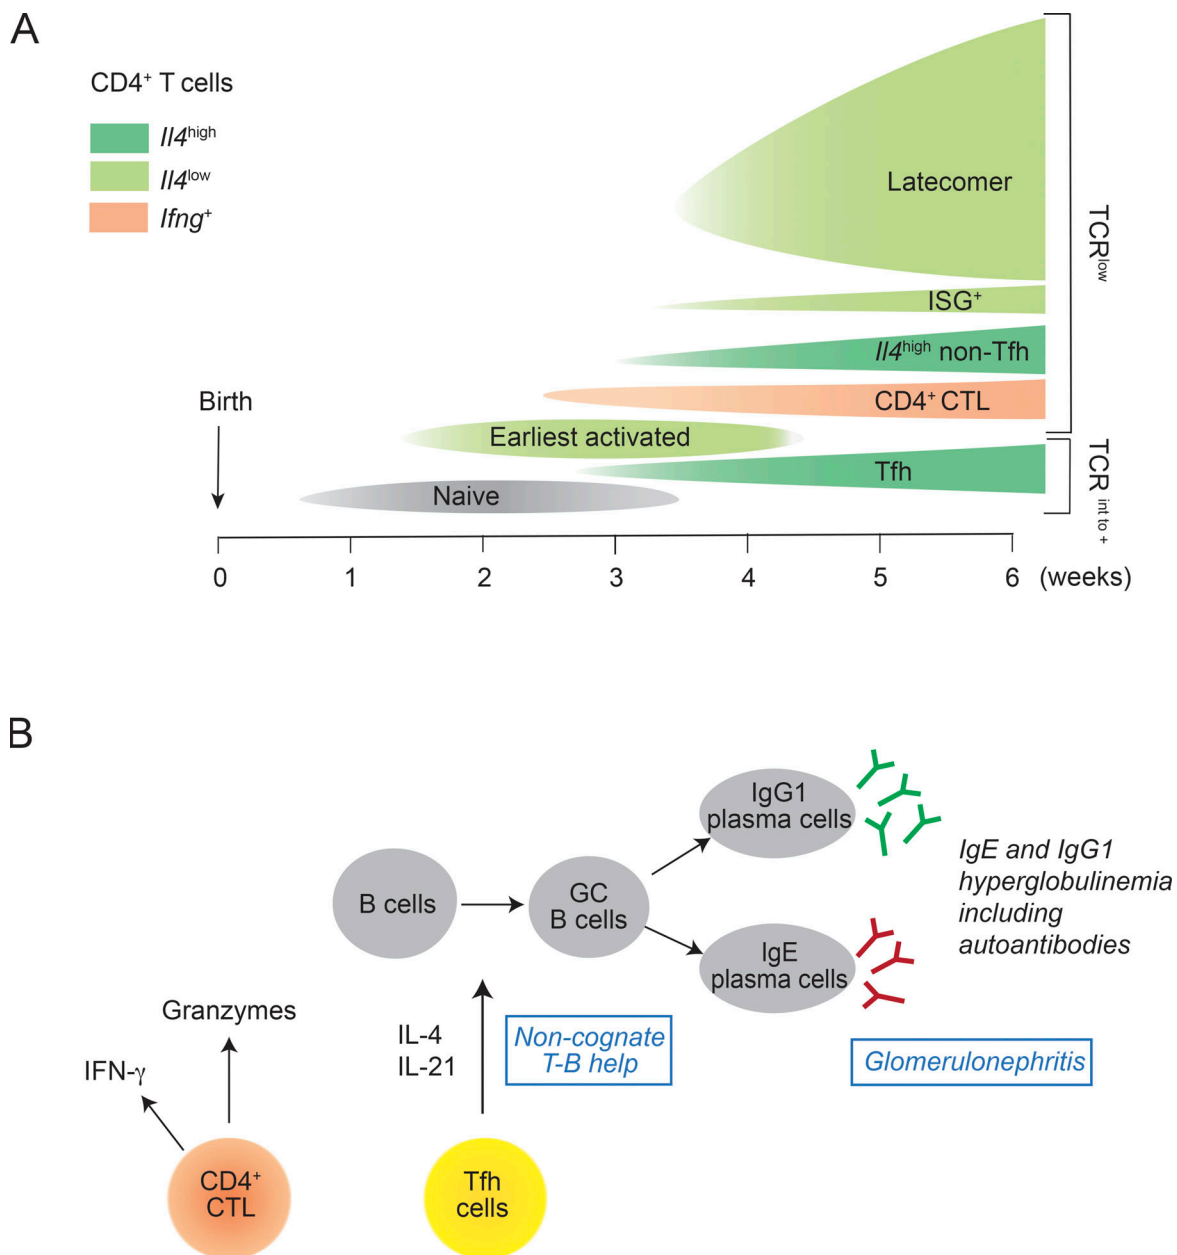 A
CD4⁺ T cells
Il4ʰⁱᵍʰ
Il4ˡᵒʷ
Ifng⁺
Latecomer
ISG⁺
Il4ʰⁱᵍʰ non-Tfh
CD4⁺ CTL
Birth
Earliest activated
Tfh
Naive
TCRˡᵒʷ
TCR int to +
0 1 2 3 4 5 6 (weeks)
B
IgG1
plasma cells
B cells
GC
B cells
IgE
plasma cells
IgE and IgG1
hyperglobulinemia
including
autoantibodies
Granzymes
IFN-γ
IL-4
IL-21
Non-cognate
T-B help
Glomerulonephritis
CD4⁺
CTL
Tfh
cells